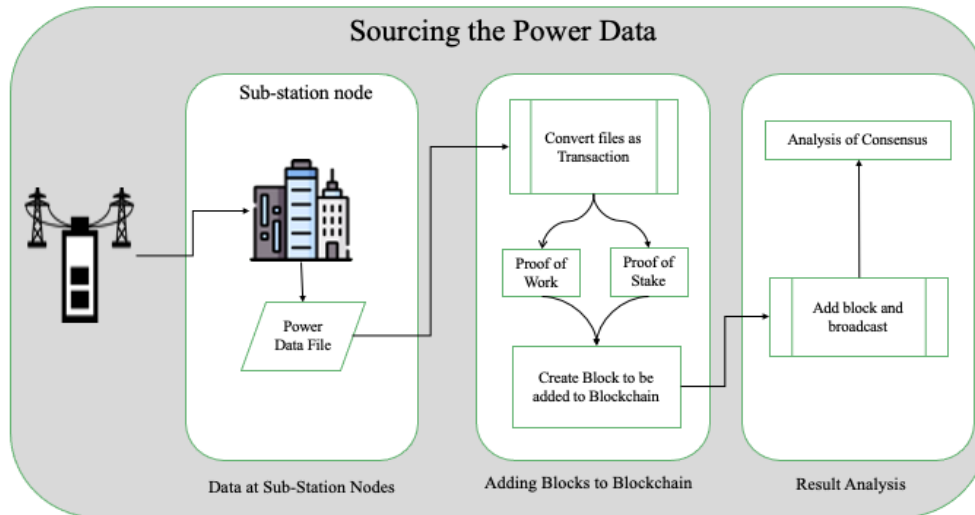 Sourcing the Power Data
Sub-station node
Power
Data File
Data at Sub-Station Nodes
Convert files as
Transaction
Proof of
Work
Proof of
Stake
Create Block to be
added to Blockchain
Adding Blocks to Blockchain
Analysis of Consensus
Add block and
broadcast
Result Analysis